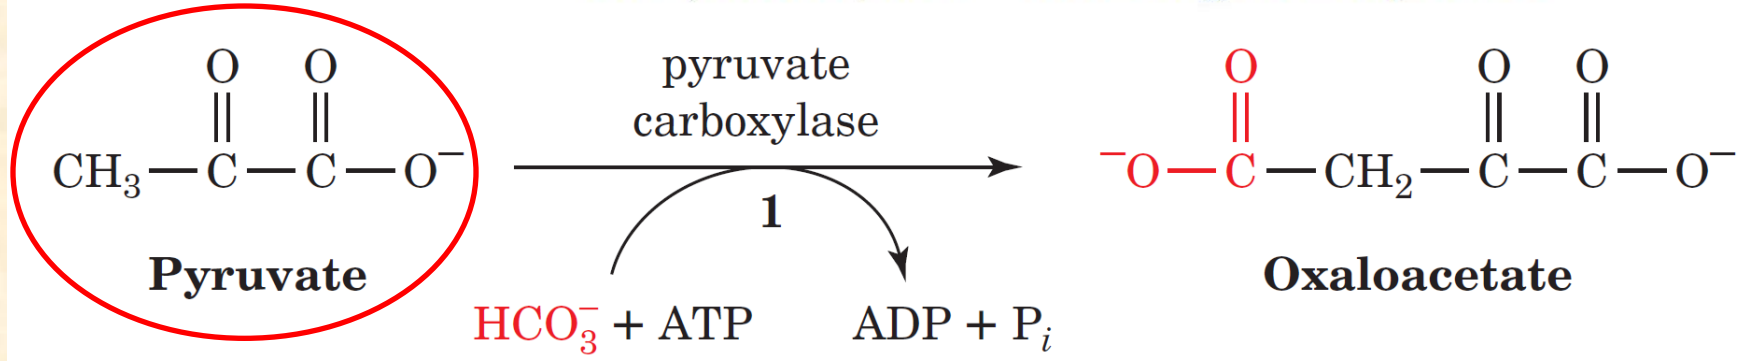 O O
CH₃—C—C—O⁻
Pyruvate
pyruvate
carboxylase
1
HCO₃⁻ + ATP
ADP + Pᵢ
O O O
⁻O—C—CH₂—C—C—O⁻
Oxaloacetate